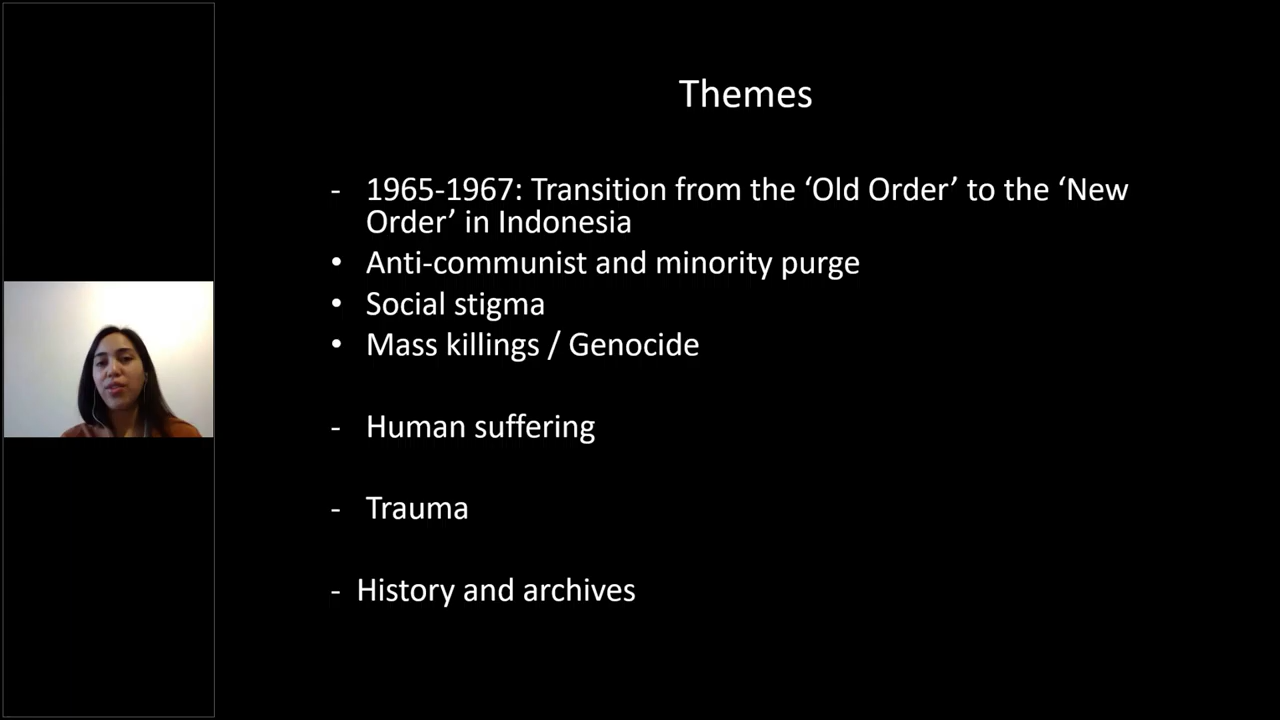 Themes
- 1965-1967: Transition from the ‘Old Order’ to the ‘New
Order’ in Indonesia
• Anti-communist and minority purge
• Social stigma
• Mass killings / Genocide
- Human suffering
- Trauma
- History and archives